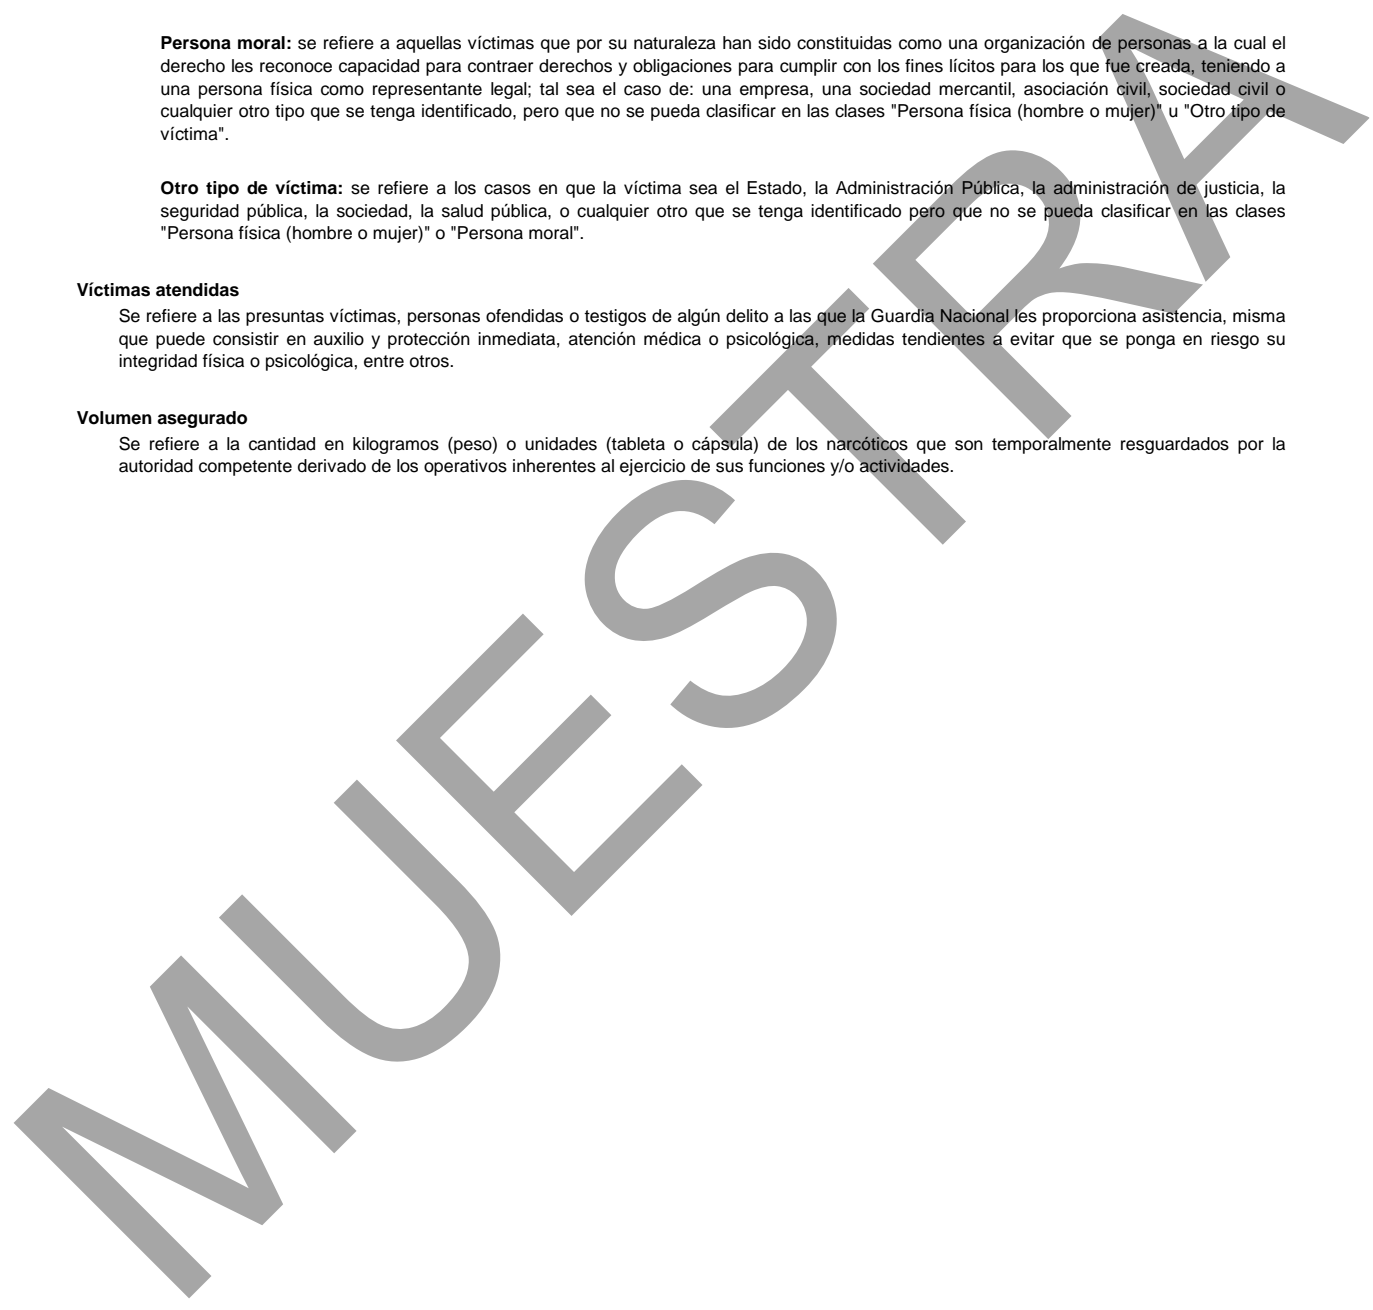 Persona moral: se refiere a aquellas víctimas que por su naturaleza han sido constituidas como una organización de personas a la cual el
derecho les reconoce capacidad para contraer derechos y obligaciones para cumplir con los fines lícitos para los que fue creada, teniendo a
una persona física como representante legal; tal sea el caso de: una empresa, una sociedad mercantil, asociación civil, sociedad civil o
cualquier otro tipo que se tenga identificado, pero que no se pueda clasificar en las clases "Persona física (hombre o mujer)" u "Otro tipo de
víctima".
Otro tipo de víctima: se refiere a los casos en que la víctima sea el Estado, la Administración Pública, la administración de justicia, la
seguridad pública, la sociedad, la salud pública, o cualquier otro que se tenga identificado pero que no se pueda clasificar en las clases
"Persona física (hombre o mujer)" o "Persona moral".
Víctimas atendidas
Se refiere a las presuntas víctimas, personas ofendidas o testigos de algún delito a las que la Guardia Nacional les proporciona asistencia, misma
que puede consistir en auxilio y protección inmediata, atención médica o psicológica, medidas tendientes a evitar que se ponga en riesgo su
integridad física o psicológica, entre otros.
Volumen asegurado
Se refiere a la cantidad en kilogramos (peso) o unidades (tableta o cápsula) de los narcóticos que son temporalmente resguardados por la
autoridad competente derivado de los operativos inherentes al ejercicio de sus funciones y/o actividades.
MUESTRA